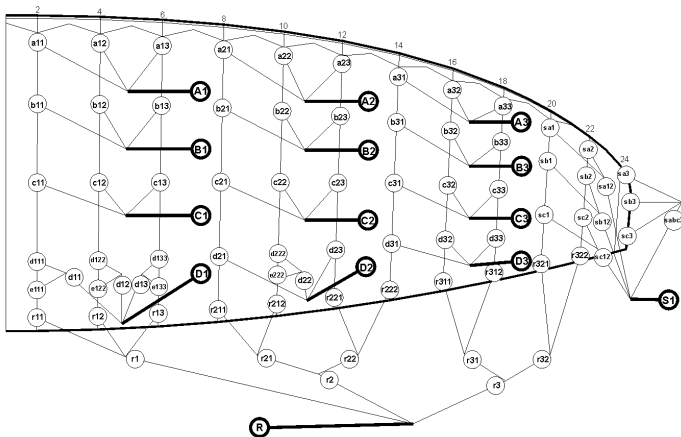 2 4 6 8 10 12 14 16 18 20 22 24
a11 a12 a13 a21 a22 a23 a31 a32 a33 sa1 sa2 sa3
A1 A2 A3
b11 b12 b13 b21 b22 b23 b31 b32 b33 sb1 sb2 sa12 sb3
B1 B2 B3
c11 c12 c13 c21 c22 c23 c31 c32 c33 sc1 sc2 sb12 sc3
C1 C2 C3
d111 d122 d133 d21 d222 d23 d31 d32 d33 sc12
d11 d12 d13 D1 e222 d22 D2 D3
e111 e122 e133 r212 r221 r222 r311 r312 r321 r322
r11 r12 r13 r211 S1
r1 r21 r22 r31 r32
r2 r3
R